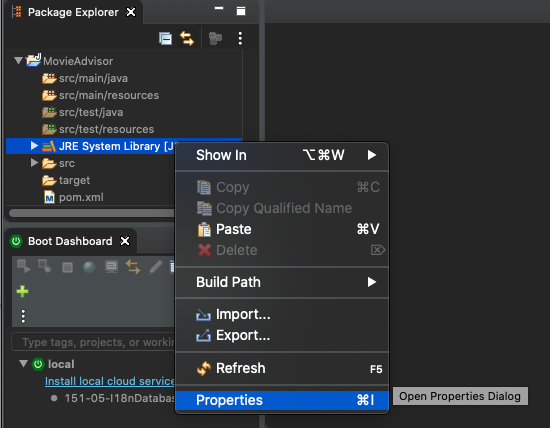 Package Explorer
MovieAdvisor
src/main/java
src/main/resources
src/test/java
src/test/resources
JRE System Library [J
src
target
pom.xml
Show In ⌥⌘W
Copy ⌘C
Copy Qualified Name
Paste ⌘V
Delete ⌦
Build Path
Import...
Export...
Refresh F5
Properties ⌘I
Open Properties Dialog
Boot Dashboard
Type tags, projects, or workin
local
Install local cloud service
151-05-I18nDatabas